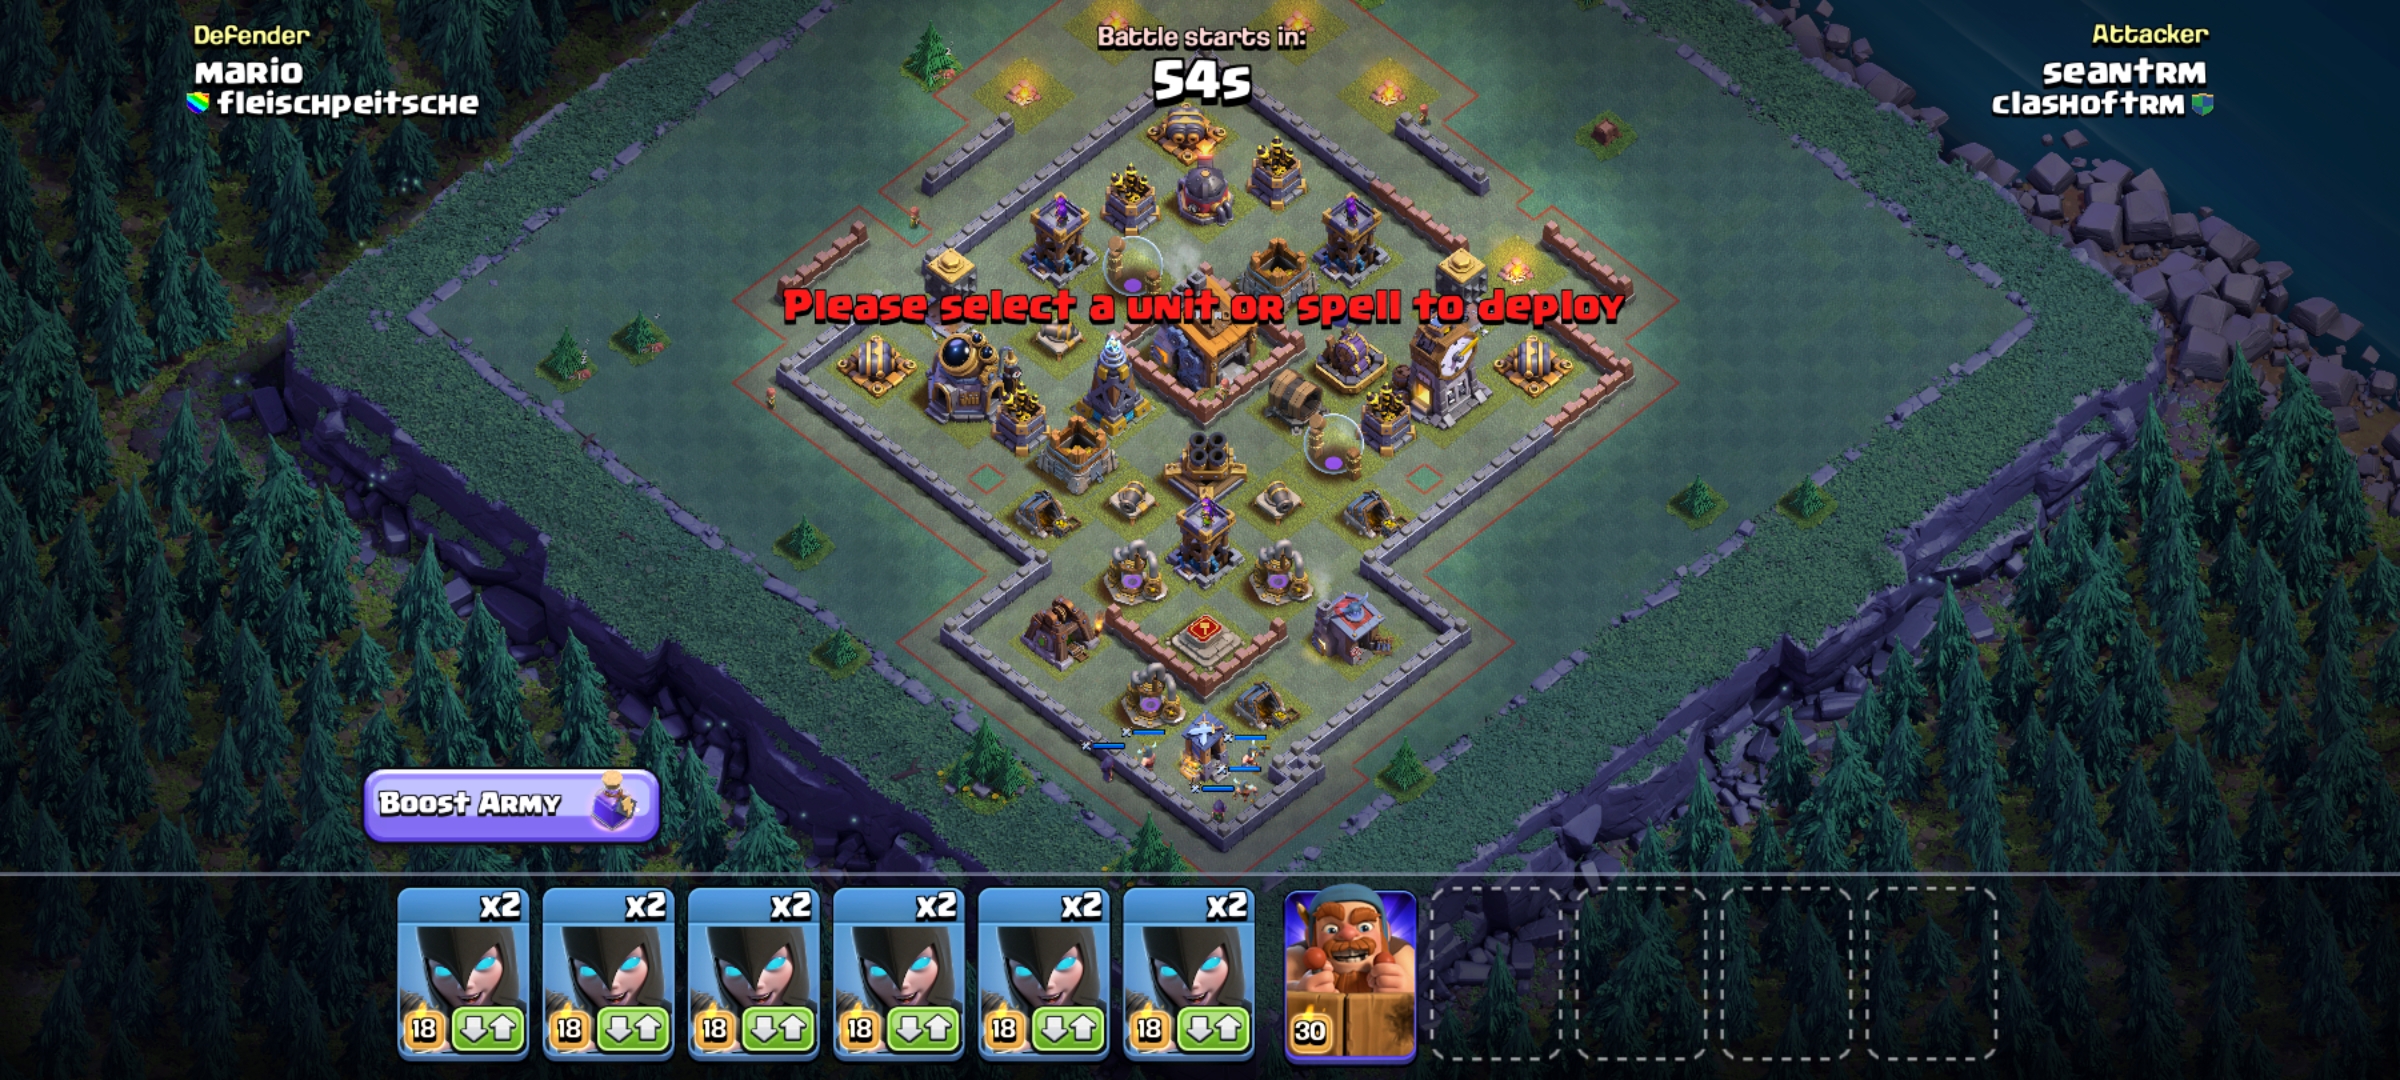 Defender
Mario
fleischpeitsche
Battle starts in:
54s
Attacker
seantRM
clashoftRM
Please select a unit or spell to deploy
Boost Army
x2
x2
x2
x2
x2
x2
18
18
18
18
18
18
30